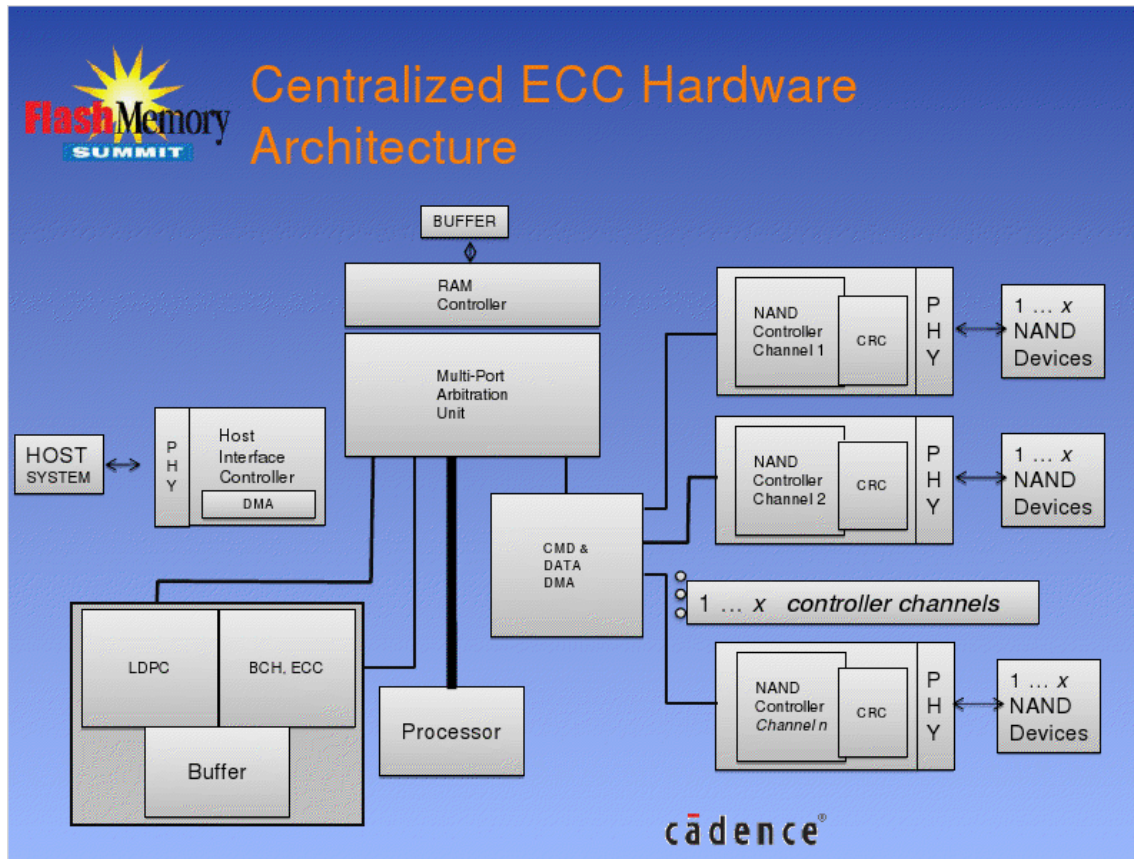 FlashMemory
SUMMIT
Centralized ECC Hardware
Architecture
BUFFER
RAM
Controller
Multi-Port
Arbitration
Unit
HOST
SYSTEM
P
H
Y
Host
Interface
Controller
DMA
LDPC
BCH, ECC
Buffer
Processor
CMD &
DATA
DMA
NAND
Controller
Channel 1
CRC
P
H
Y
1 ... x
NAND
Devices
NAND
Controller
Channel 2
CRC
P
H
Y
1 ... x
NAND
Devices
1 ... x controller channels
NAND
Controller
Channel n
CRC
P
H
Y
1 ... x
NAND
Devices
cādence®